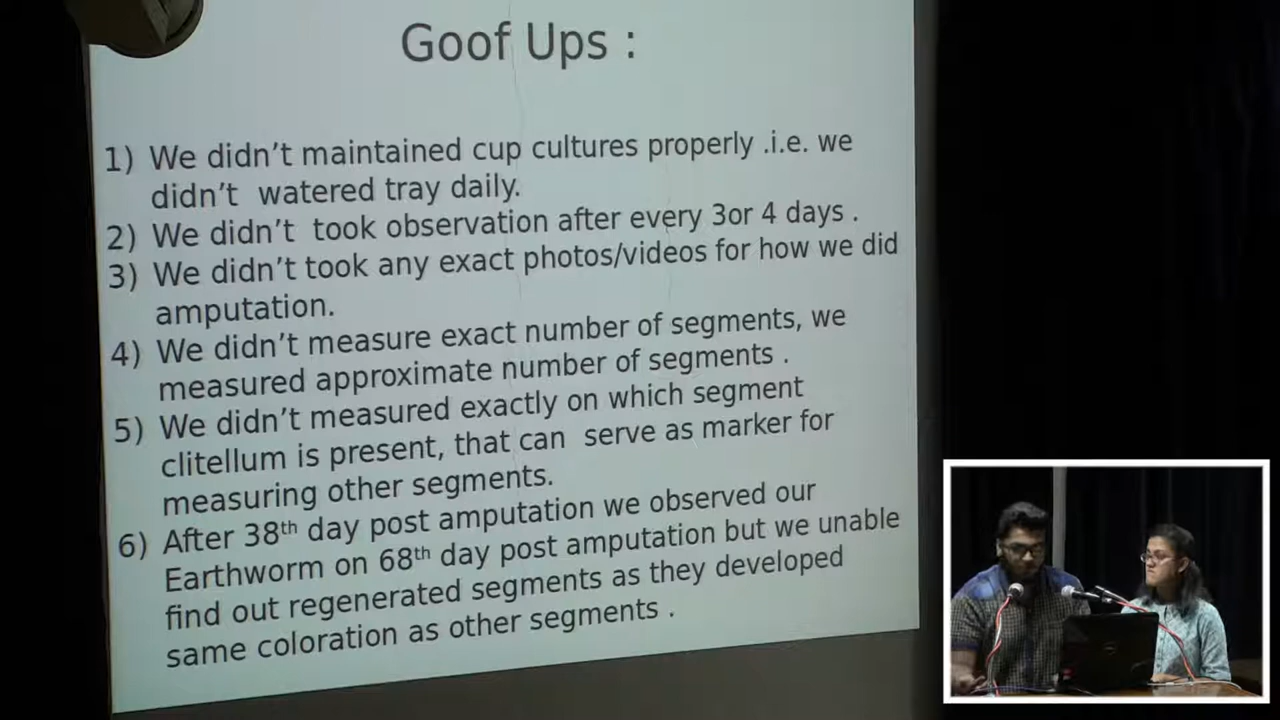 Goof Ups :
1) We didn't maintained cup cultures properly .i.e. we
didn't watered tray daily.
2) We didn't took observation after every 3or 4 days .
3) We didn't took any exact photos/videos for how we did
amputation.
4) We didn't measure exact number of segments, we
measured approximate number of segments .
5) We didn't measured exactly on which segment
clitellum is present, that can serve as marker for
measuring other segments.
6) After 38th day post amputation we observed our
Earthworm on 68th day post amputation but we unable
find out regenerated segments as they developed
same coloration as other segments .